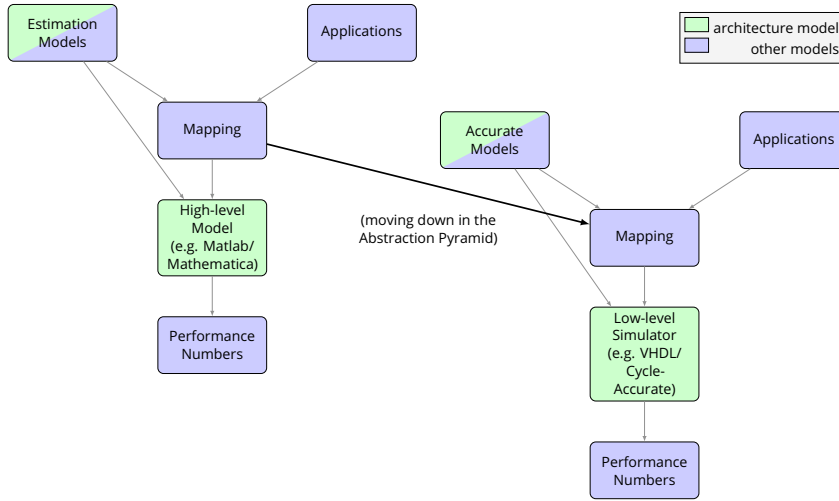 Estimation
Models
Applications
architecture model
other models
Mapping
Accurate
Models
Applications
High-level
Model
(e.g. Matlab/
Mathematica)
(moving down in the
Abstraction Pyramid)
Mapping
Performance
Numbers
Low-level
Simulator
(e.g. VHDL/
Cycle-
Accurate)
Performance
Numbers